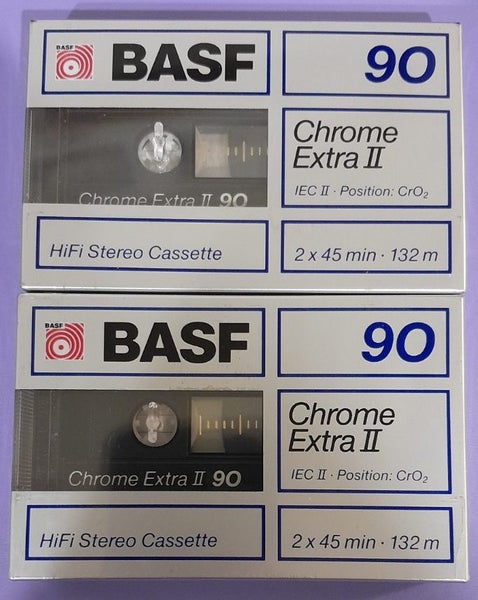 BASF
BASF
90
Chrome
Extra II
IEC II · Position: CrO₂
Chrome Extra II 90
HiFi Stereo Cassette
2 x 45 min · 132 m
BASF
BASF
90
Chrome
Extra II
IEC II · Position: CrO₂
Chrome Extra II 90
HiFi Stereo Cassette
2 x 45 min · 132 m